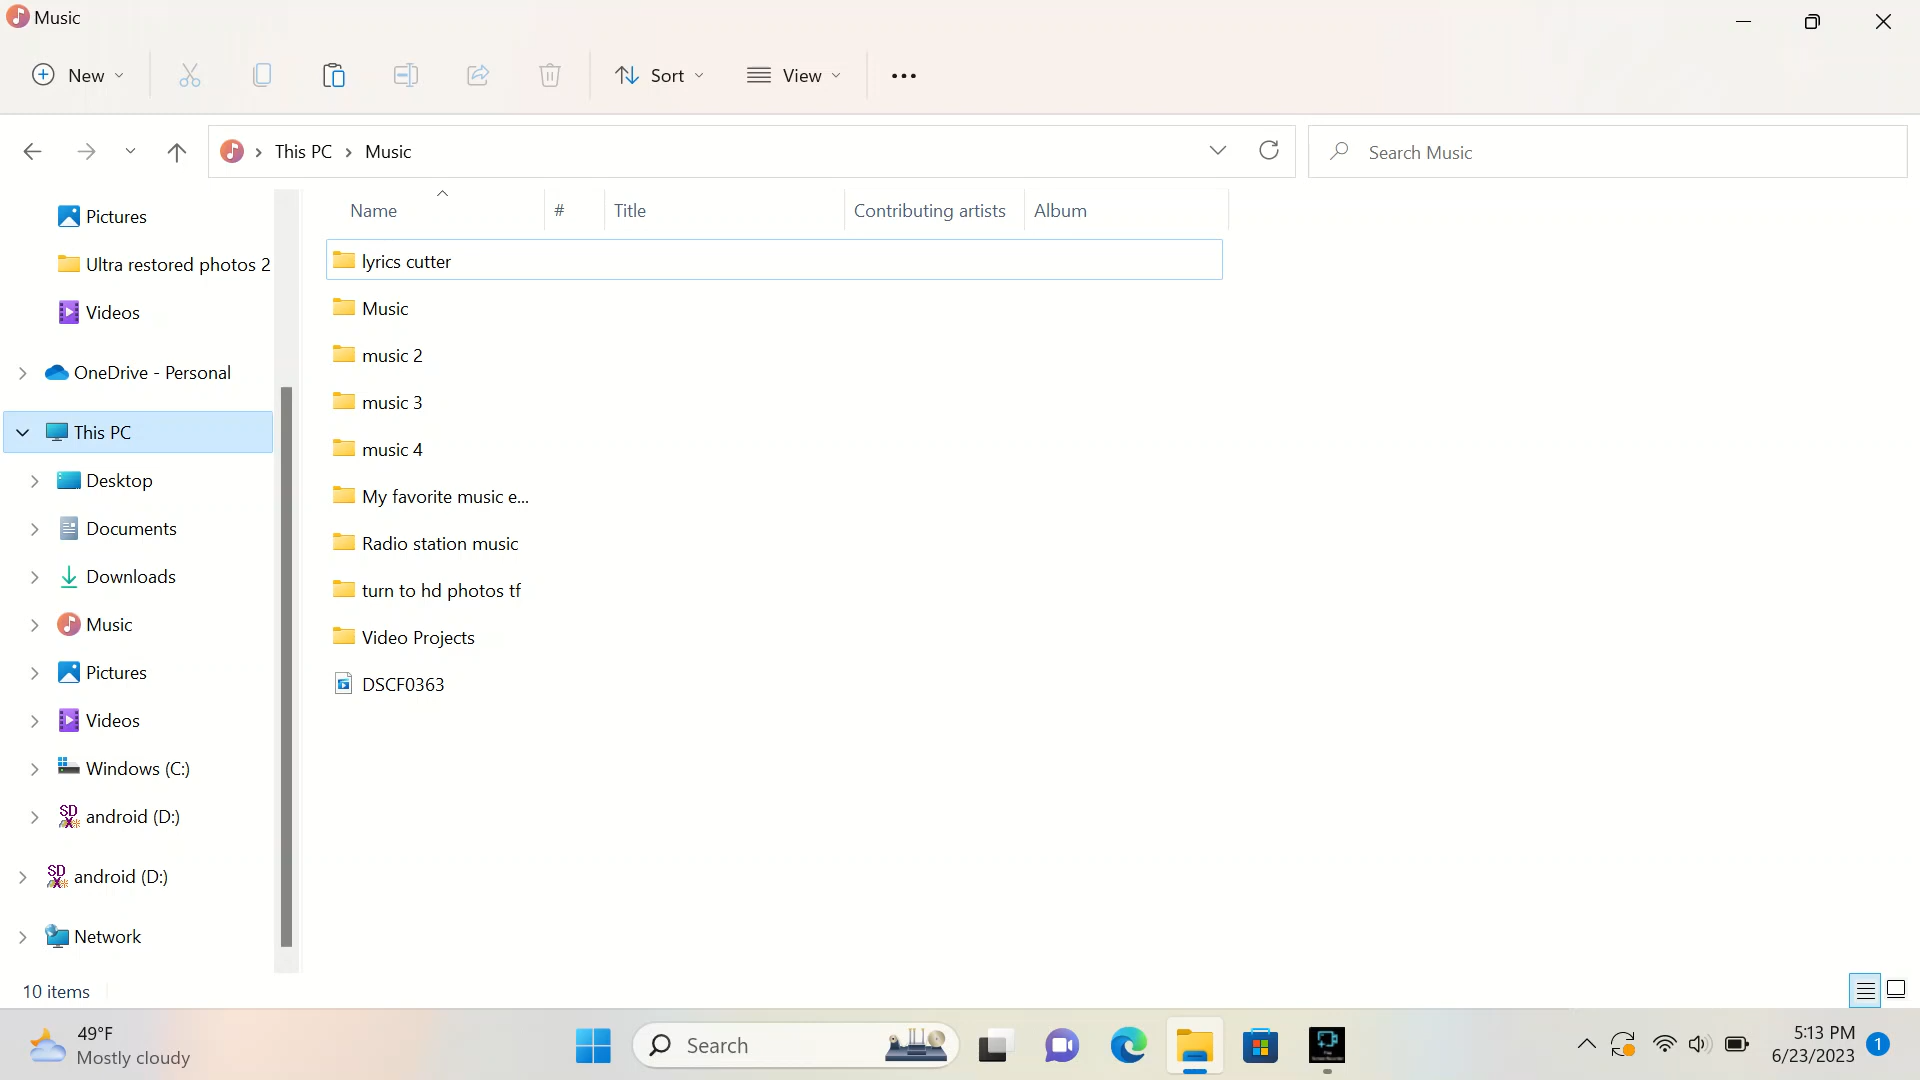 Music
New
Sort
View
This PC
Music
Search Music
Pictures
Ultra restored photos 2
Videos
OneDrive - Personal
This PC
Desktop
Documents
Downloads
Music
Pictures
Videos
Windows (C:)
android (D:)
android (D:)
Network
Name # Title Contributing artists Album
lyrics cutter
Music
music 2
music 3
music 4
My favorite music e...
Radio station music
turn to hd photos tf
Video Projects
DSCF0363
10 items
49°F
Mostly cloudy
Search
5:13 PM
6/23/2023
1